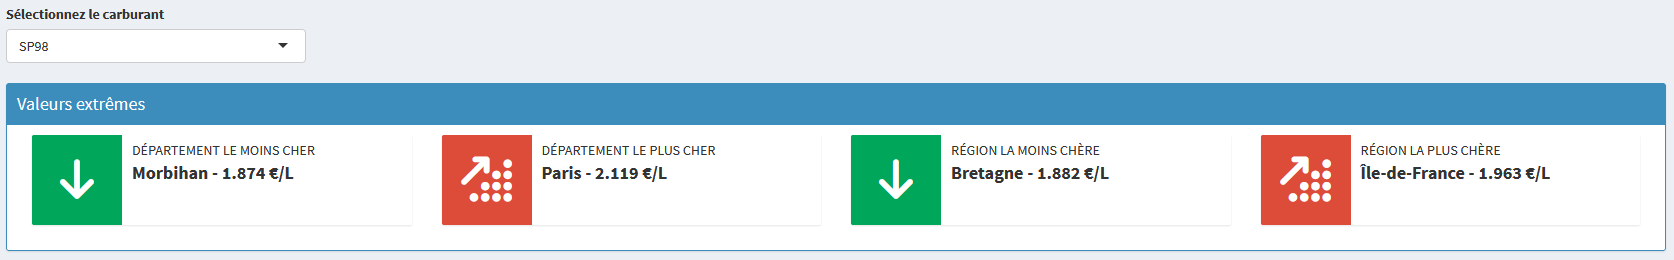 Sélectionnez le carburant
SP98
Valeurs extrêmes
DÉPARTEMENT LE MOINS CHER
Morbihan - 1.874 €/L
DÉPARTEMENT LE PLUS CHER
Paris - 2.119 €/L
RÉGION LA MOINS CHÈRE
Bretagne - 1.882 €/L
RÉGION LA PLUS CHÈRE
Île-de-France - 1.963 €/L